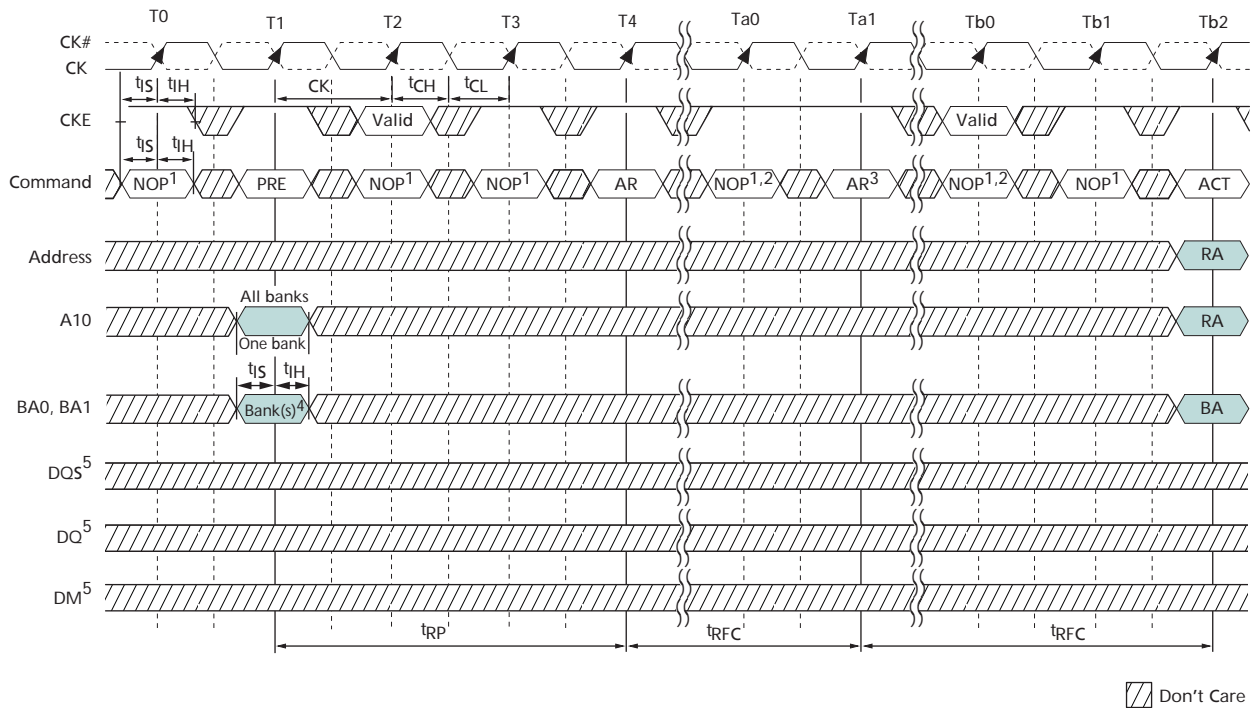 T0 T1 T2 T3 T4 Ta0 Ta1 Tb0 Tb1 Tb2
CK#
CK
tIS tIH CK tCH tCL
CKE Valid Valid
tIS tIH
Command NOP1 PRE NOP1 NOP1 AR NOP1,2 AR3 NOP1,2 NOP1 ACT
Address RA
All banks
A10 RA
One bank
tIS tIH
BA0, BA1 Bank(s)4 BA
DQS5
DQ5
DM5
tRP tRFC tRFC
Don't Care